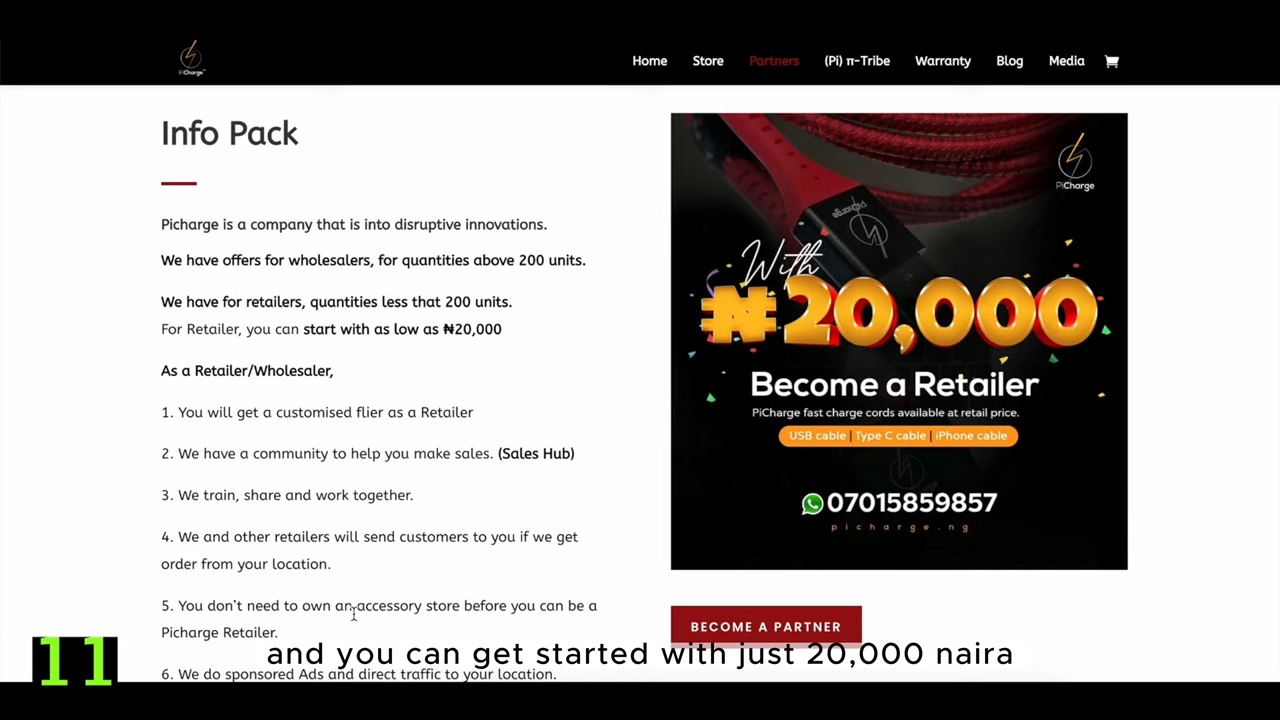 PiCharge
Home Store Partners (Pi) π-Tribe Warranty Blog Media
Info Pack
Picharge is a company that is into disruptive innovations.
We have offers for wholesalers, for quantities above 200 units.
We have for retailers, quantities less that 200 units.
For Retailer, you can start with as low as ₦20,000
As a Retailer/Wholesaler,
1. You will get a customised flier as a Retailer
2. We have a community to help you make sales. (Sales Hub)
3. We train, share and work together.
4. We and other retailers will send customers to you if we get
order from your location.
5. You don't need to own an accessory store before you can be a
Picharge Retailer.
6. We do sponsored Ads and direct traffic to your location.
PiCharge
picharge
With
₦20,000
Become a Retailer
PiCharge fast charge cords available at retail price.
USB cable | Type C cable | iPhone cable
07015859857
picharge.ng
BECOME A PARTNER
11
and you can get started with just 20,000 naira